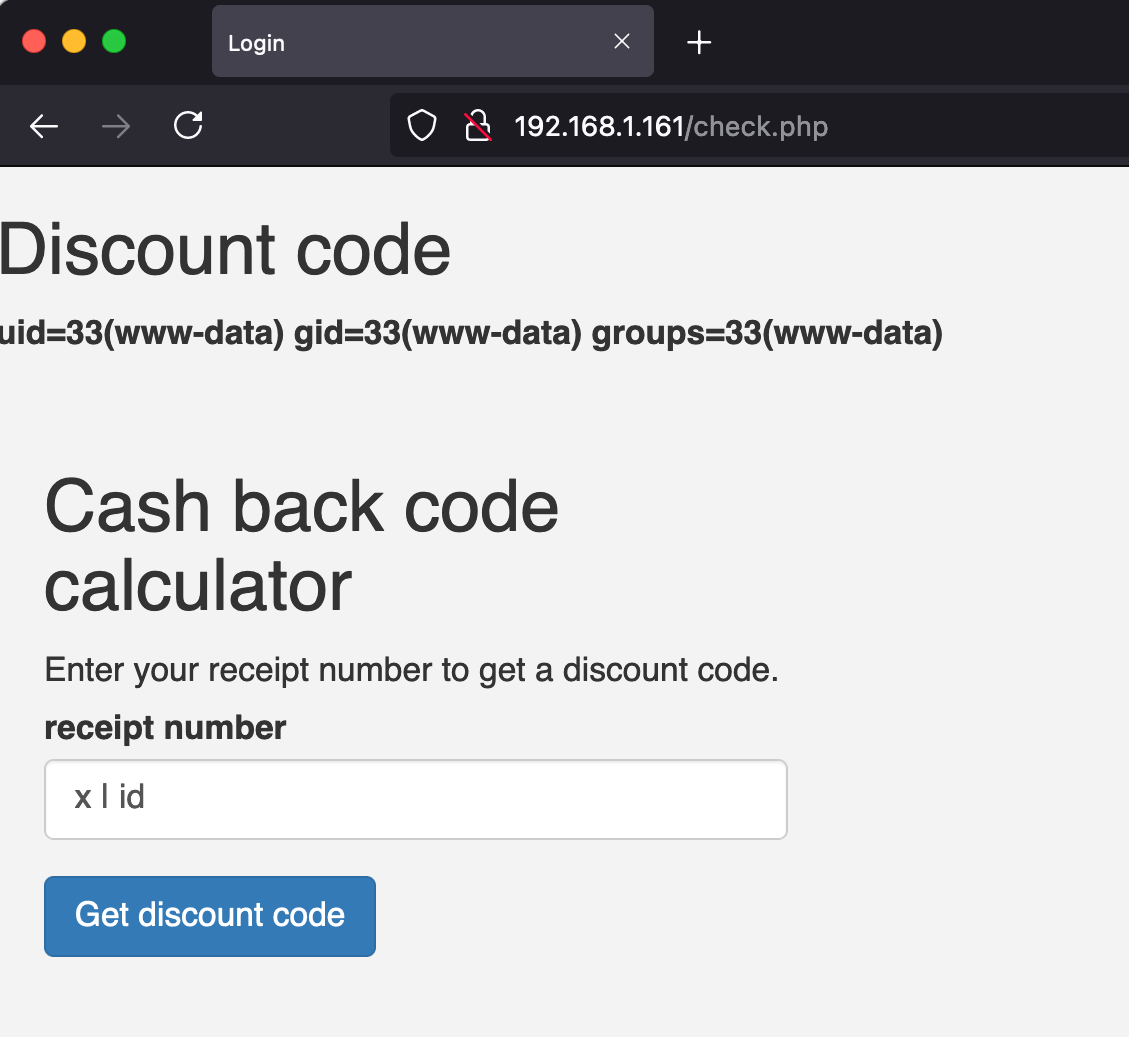 Login
192.168.1.161/check.php
Discount code
uid=33(www-data) gid=33(www-data) groups=33(www-data)
Cash back code
calculator
Enter your receipt number to get a discount code.
receipt number
x | id
Get discount code